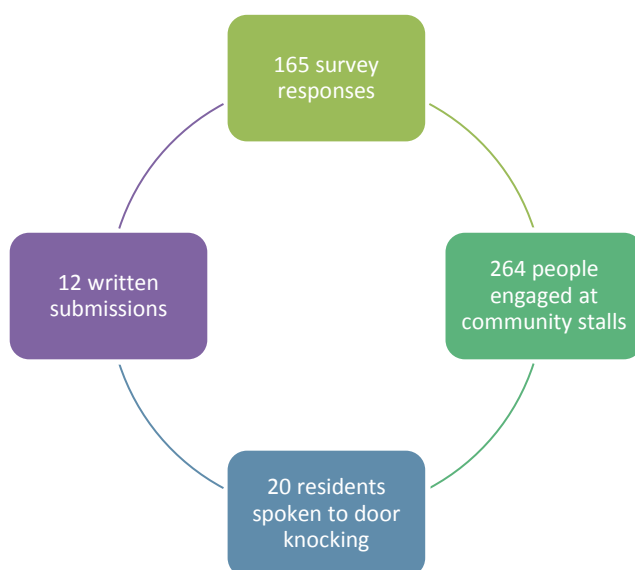 165 survey
responses
264 people
engaged at
community stalls
20 residents
spoken to door
knocking
12 written
submissions